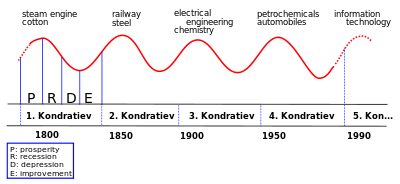 steam engine
cotton
railway
steel
electrical
engineering
chemistry
petrochemicals
automobiles
information
technology
P R D E
1. Kondratiev 2. Kondratiev 3. Kondratiev 4. Kondratiev 5. Kon...
1800 1850 1900 1950 1990
P: prosperity
R: recession
D: depression
E: improvement